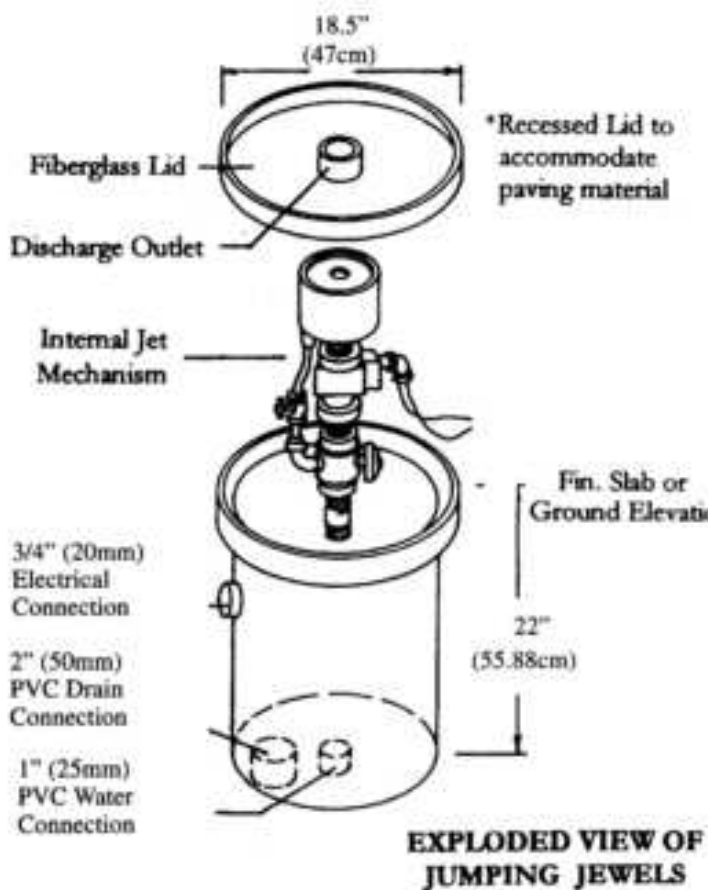 18.5"
(47cm)
*Recessed Lid to
accommodate
paving material
Fiberglass Lid
Discharge Outlet
Internal Jet
Mechanism
Fin. Slab or
Ground Elevatio
3/4" (20mm)
Electrical
Connection
22"
(55.88cm)
2" (50mm)
PVC Drain
Connection
1" (25mm)
PVC Water
Connection
EXPLODED VIEW OF
JUMPING JEWELS